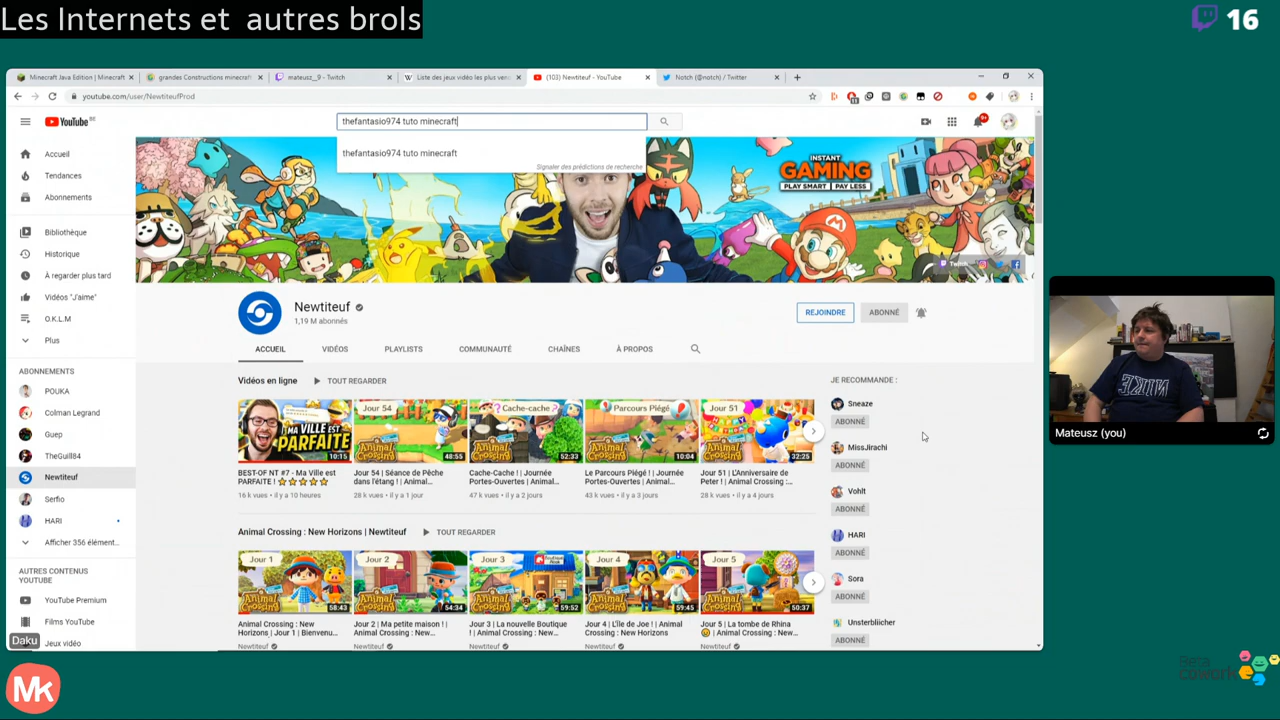 Les Internets et autres brols
16
Minecraft Java Edition | Minecraft
grandes Constructions minecraft
mateusz__9 - Twitch
Liste des jeux vidéo les plus ven
(103) Newtiteuf - YouTube
Notch (@notch) / Twitter
youtube.com/user/NewtiteufProd
YouTube BE
thefantasio974 tuto minecraft
9+
thefantasio974 tuto minecraft
Signaler des prédictions de recherche
Accueil
Tendances
Abonnements
Bibliothèque
Historique
À regarder plus tard
Vidéos "J'aime"
O.K.L.M
Plus
ABONNEMENTS
POUKA
Colman Legrand
Guep
TheGuill84
Newtiteuf
Serfio
HARI
Afficher 356 élément...
AUTRES CONTENUS YOUTUBE
YouTube Premium
Films YouTube
Jeux vidéo
INSTANT
GAMING
PLAY SMART | PAY LESS
Twitch
Newtiteuf
1,19 M abonnés
REJOINDRE
ABONNÉ
ACCUEIL VIDÉOS PLAYLISTS COMMUNAUTÉ CHAÎNES À PROPOS
Vidéos en ligne
TOUT REGARDER
MA VILLE EST PARFAITE
10:15
BEST-OF NT #7 - Ma Ville est PARFAITE ! ⭐⭐⭐⭐⭐
16 k vues • il y a 10 heures
Jour 54
48:55
Jour 54 | Séance de Pêche dans l'étang ! | Animal...
28 k vues • il y a 1 jour
Cache-cache ?
52:33
Cache-Cache ! | Journée Portes-Ouvertes | Animal...
47 k vues • il y a 2 jours
Parcours Piégé !
10:04
Le Parcours Piégé ! | Journée Portes-Ouvertes | Animal...
43 k vues • il y a 3 jours
Jour 51
32:25
Jour 51 | L'Anniversaire de Peter ! | Animal Crossing :...
28 k vues • il y a 4 jours
Animal Crossing : New Horizons | Newtiteuf
TOUT REGARDER
Jour 1
58:43
Animal Crossing : New Horizons | Jour 1 | Bienvenu...
Newtiteuf
Jour 2
54:34
Jour 2 | Ma petite maison ! | Animal Crossing : New...
Newtiteuf
Jour 3
59:52
Jour 3 | La nouvelle Boutique ! | Animal Crossing : New...
Newtiteuf
Jour 4
59:45
Jour 4 | L'Île de Joe ! | Animal Crossing : New Horizons
Newtiteuf
Jour 5
50:37
Jour 5 | La tombe de Rhina 😢 | Animal Crossing : New...
Newtiteuf
JE RECOMMANDE :
Sneaze
ABONNÉ
MissJirachi
ABONNÉ
Vohlt
ABONNÉ
HARI
ABONNÉ
Sora
ABONNÉ
Unsterbliicher
ABONNÉ
Daku
NIKE
Mateusz (you)
Mk
Beta
cowork